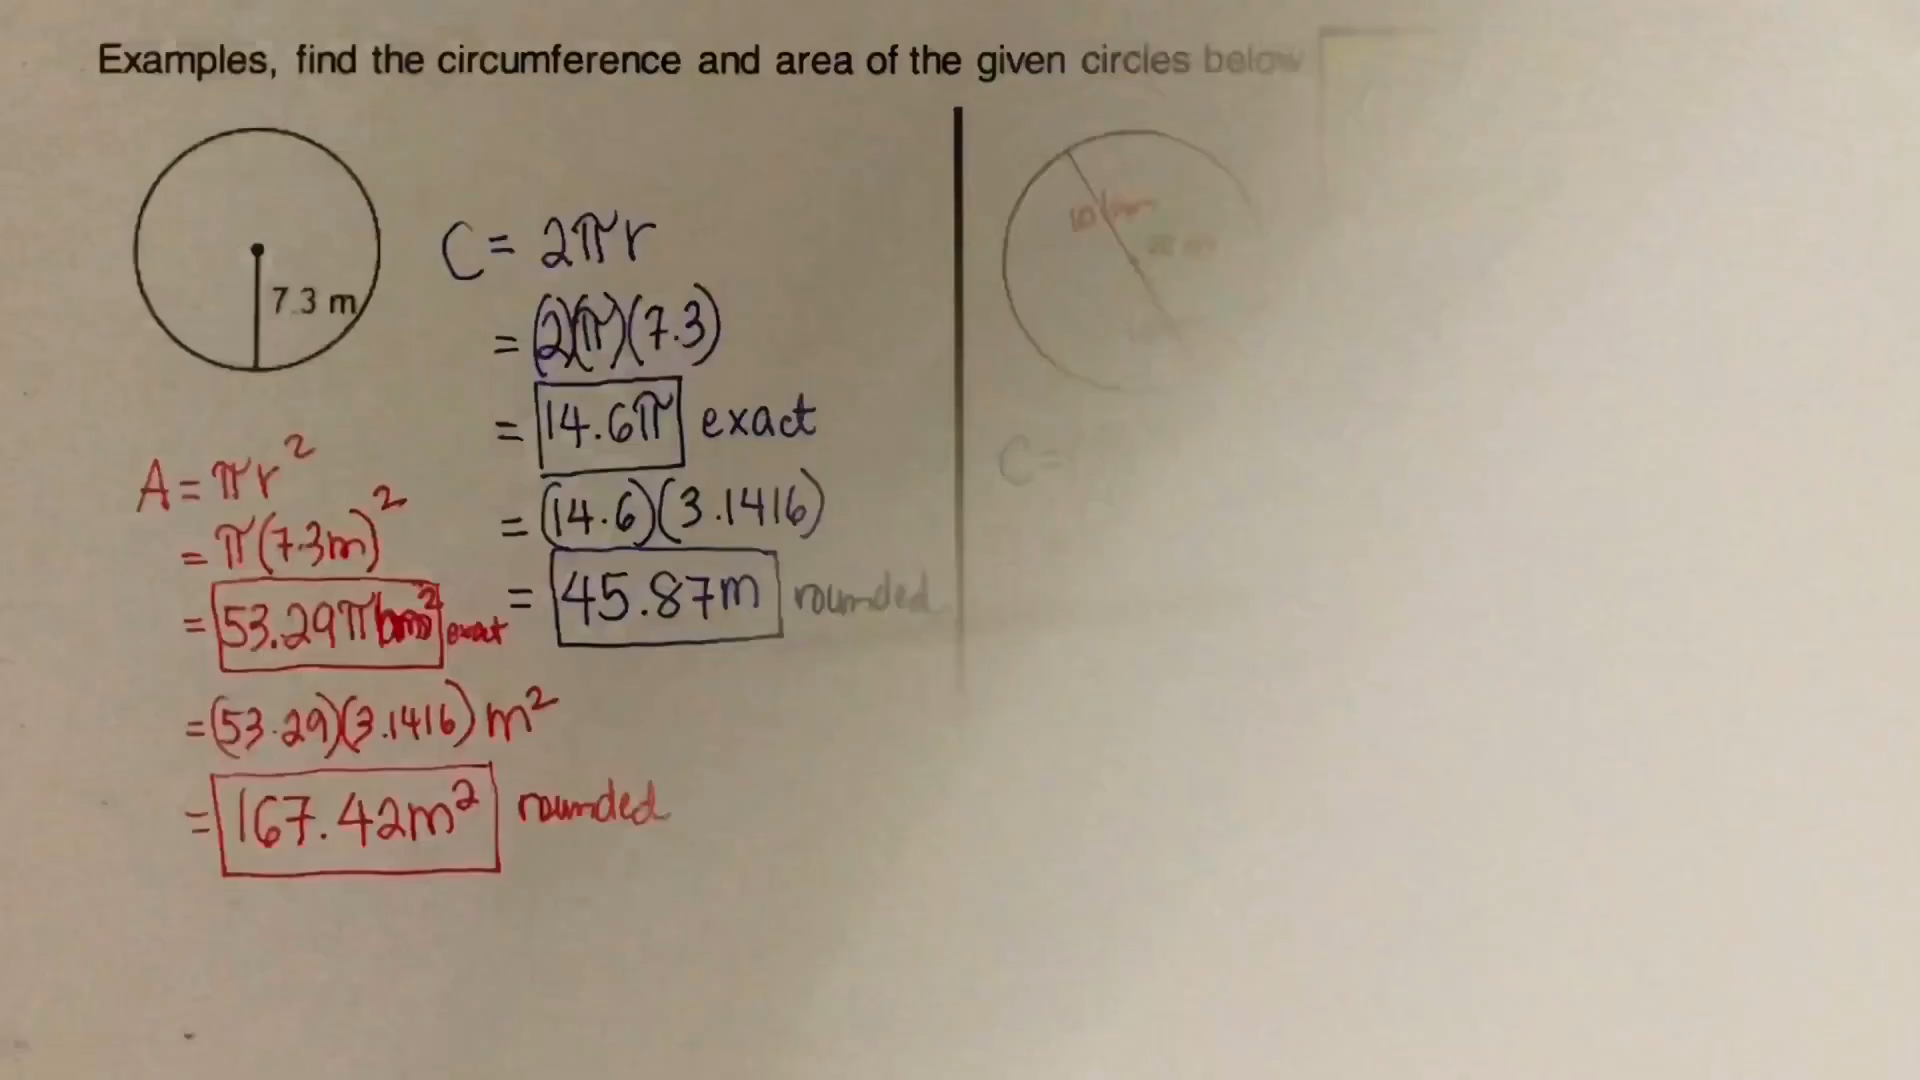 Examples, find the circumference and area of the given circles below
7.3 m
C = 2πr
= (2)(π)(7.3)
= 14.6π exact
= (14.6)(3.1416)
= 45.87m rounded
A = πr²
= π(7.3m)²
= 53.29π m² exact
= (53.29)(3.1416) m²
= 167.42m² rounded
C =